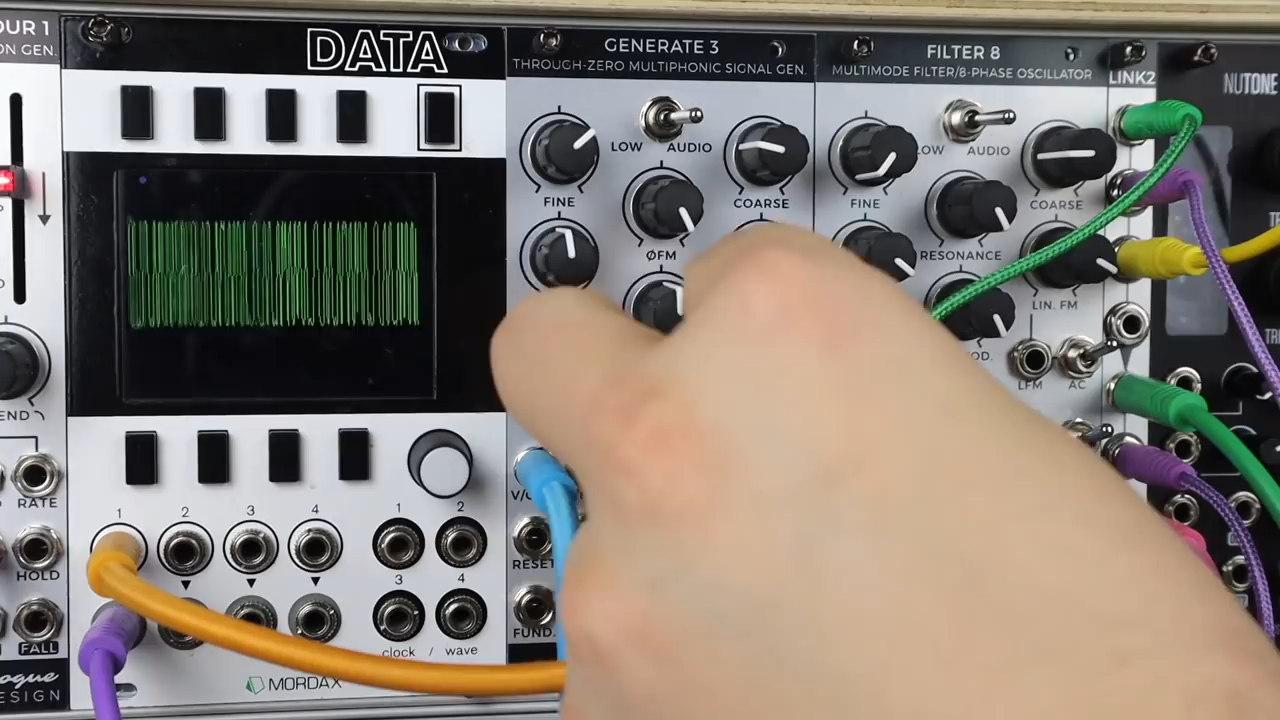 OUR 1
ON GEN.
END
RATE
HOLD
FALL
ogue
ESIGN
DATA
1
2
3
4
1
2
3
4
clock / wave
MORDAX
GENERATE 3
THROUGH-ZERO MULTIPHONIC SIGNAL GEN.
LOW
AUDIO
FINE
COARSE
ØFM
V/O
RESET
FUND.
FILTER 8
MULTIMODE FILTER/8-PHASE OSCILLATOR
LOW
AUDIO
FINE
COARSE
RESONANCE
LIN. FM
OD.
LFM
AC
LINK2
NUTONE